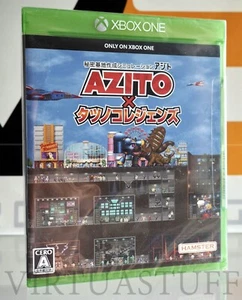 XBOX ONE
ONLY ON XBOX ONE
秘密基地作成シミュレーション アジト
AZITO
×
タツノコレジェンズ
CERO
A
HAMSTER
VIRTUASTUFF